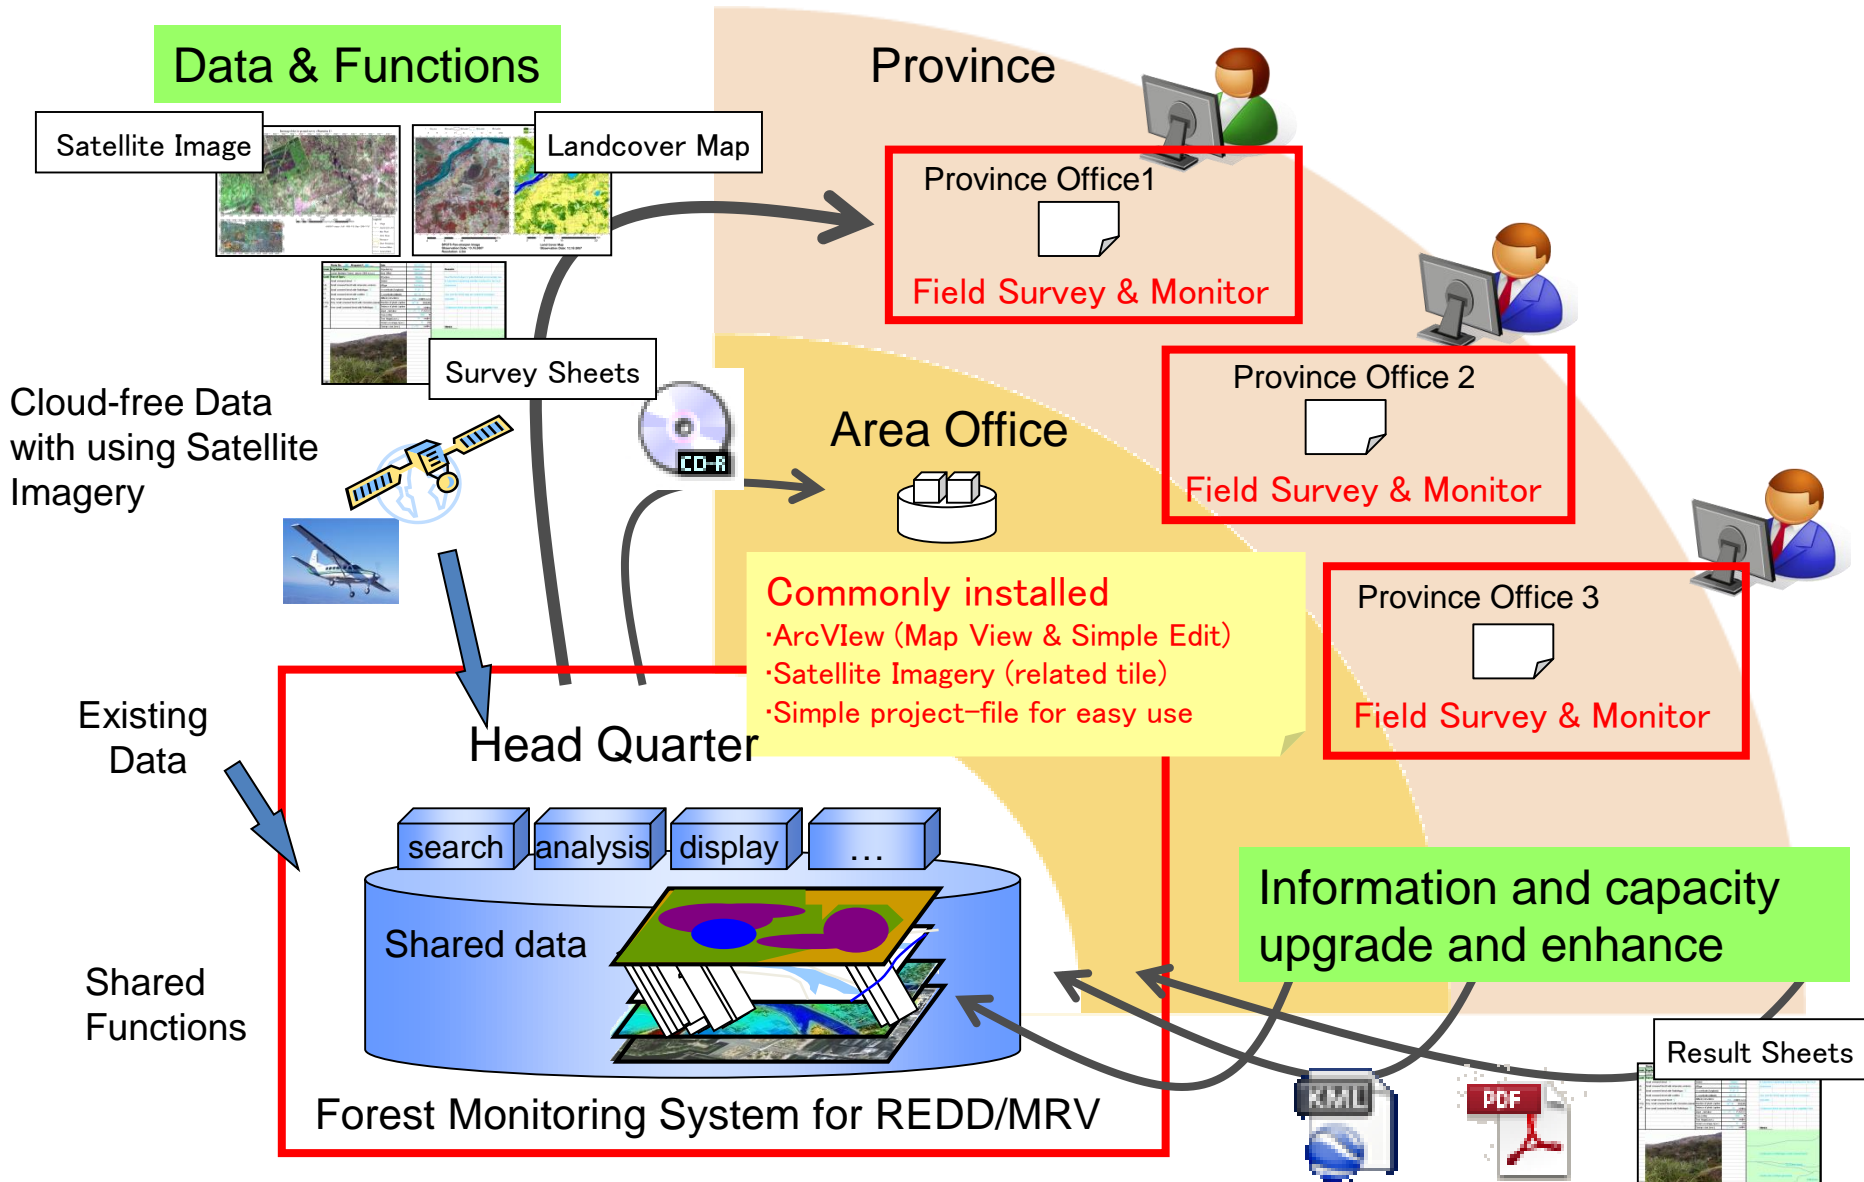 Data & Functions
Province
Satellite Image
Landcover Map
Province Office1
Field Survey & Monitor
Survey Sheets
Province Office 2
Cloud-free Data
with using Satellite
Imagery
CD-R
Area Office
Field Survey & Monitor
Commonly installed
・ArcVIew (Map View & Simple Edit)
・Satellite Imagery (related tile)
・Simple project-file for easy use
Province Office 3
Field Survey & Monitor
Existing
Data
Head Quarter
search
analysis
display
...
Shared data
Information and capacity
upgrade and enhance
Shared
Functions
Result Sheets
Forest Monitoring System for REDD/MRV
KML
PDF